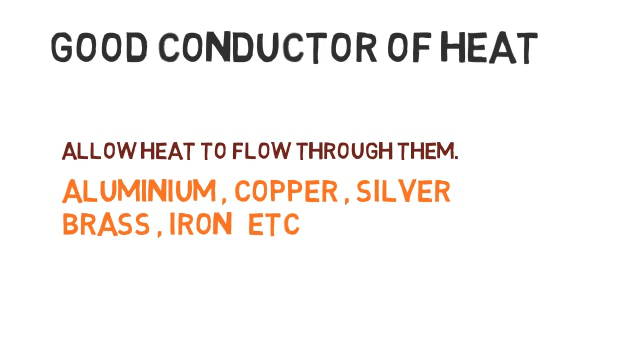 GOOD CONDUCTOR OF HEAT
ALLOW HEAT TO FLOW THROUGH THEM.
ALUMINIUM , COPPER , SILVER
BRASS , IRON ETC